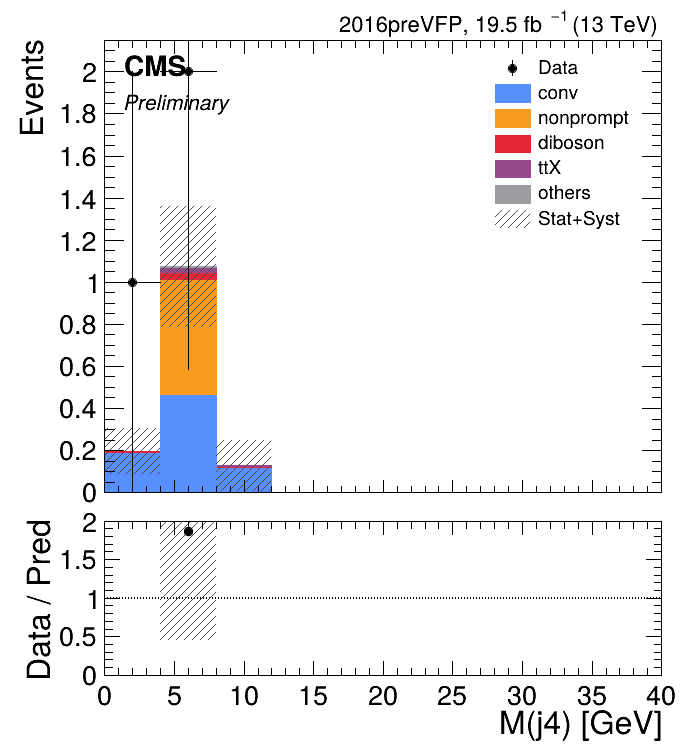 2016preVFP, 19.5 fb⁻¹ (13 TeV)
CMS
Preliminary
Events
2
1.8
1.6
1.4
1.2
1
0.8
0.6
0.4
0.2
0
Data
conv
nonprompt
diboson
ttX
others
Stat+Syst
Data / Pred
2
1.5
1
0.5
0
0 5 10 15 20 25 30 35 40
M(j4) [GeV]